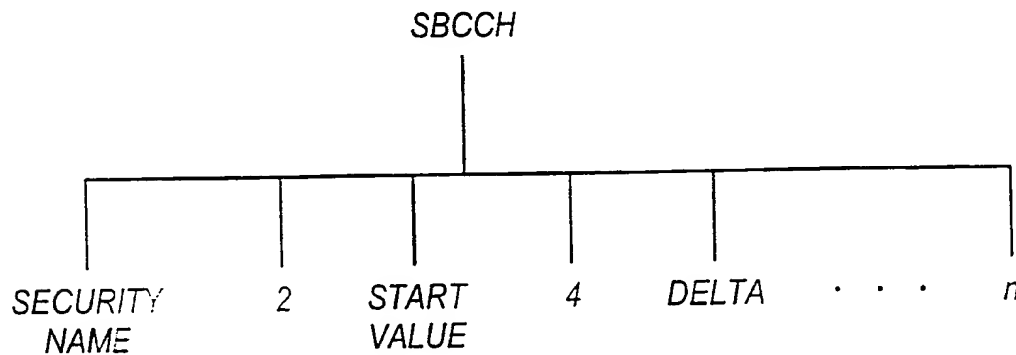 SBCCH
SECURITY NAME 2 START VALUE 4 DELTA . . . n